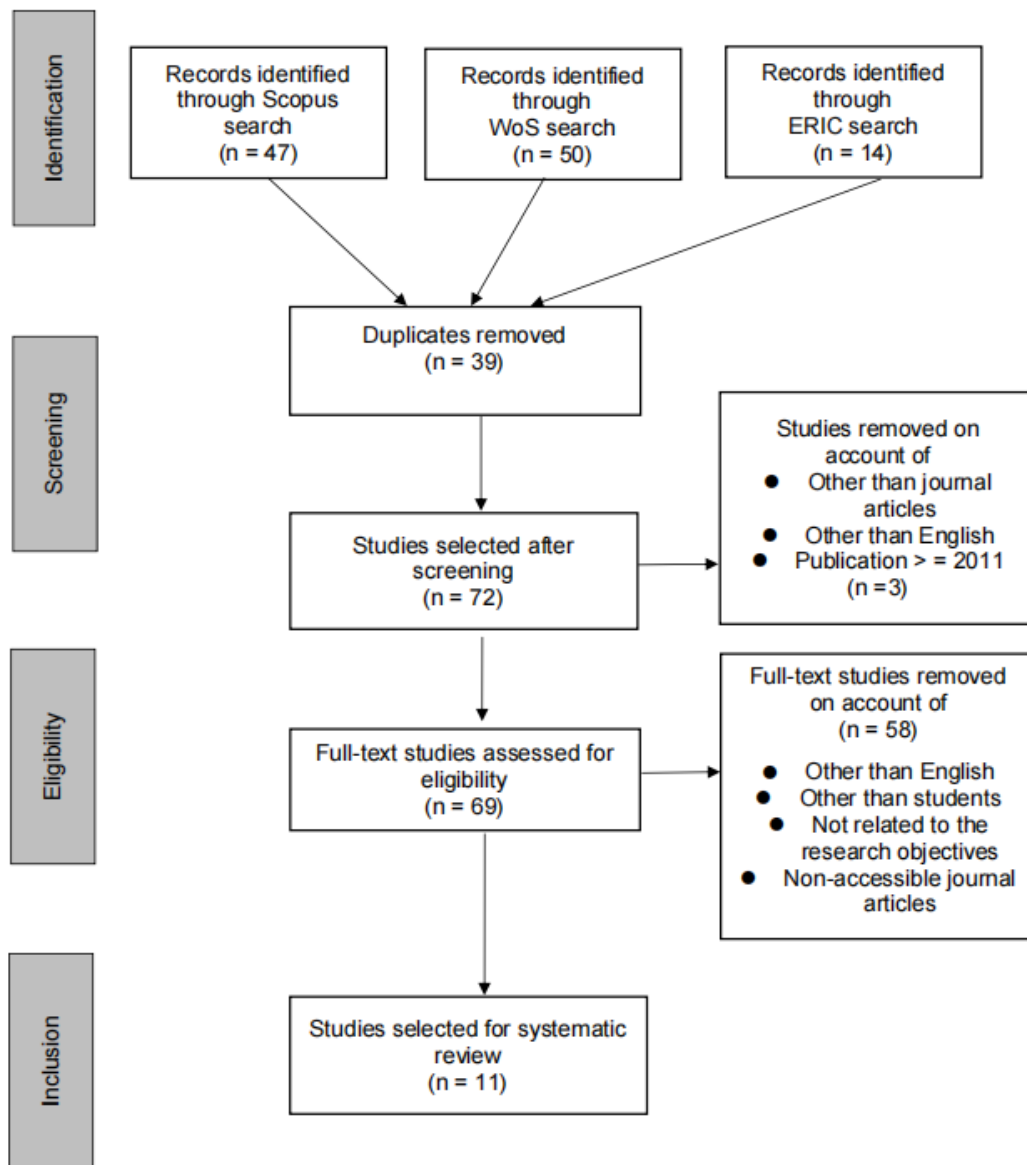 Identification
Records identified
through Scopus
search
(n = 47)
Records identified
through
WoS search
(n = 50)
Records identified
through
ERIC search
(n = 14)
Screening
Duplicates removed
(n = 39)
Studies selected after
screening
(n = 72)
Studies removed on
account of
● Other than journal
articles
● Other than English
● Publication > = 2011
(n =3)
Eligibility
Full-text studies assessed for
eligibility
(n = 69)
Full-text studies removed
on account of
(n = 58)
● Other than English
● Other than students
● Not related to the
research objectives
● Non-accessible journal
articles
Inclusion
Studies selected for systematic
review
(n = 11)